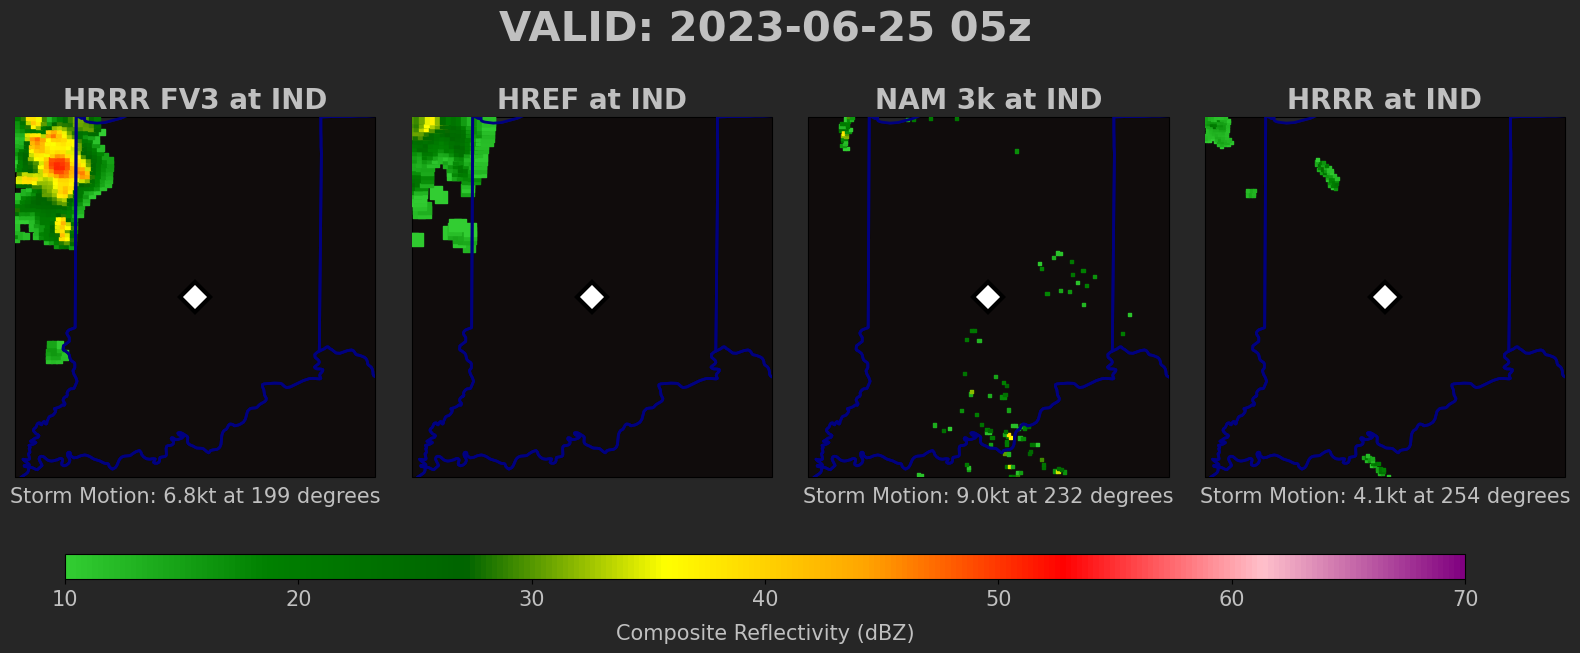 VALID: 2023-06-25 05z
HRRR FV3 at IND
HREF at IND
NAM 3k at IND
HRRR at IND
Storm Motion: 6.8kt at 199 degrees
Storm Motion: 9.0kt at 232 degrees
Storm Motion: 4.1kt at 254 degrees
10 20 30 40 50 60 70
Composite Reflectivity (dBZ)